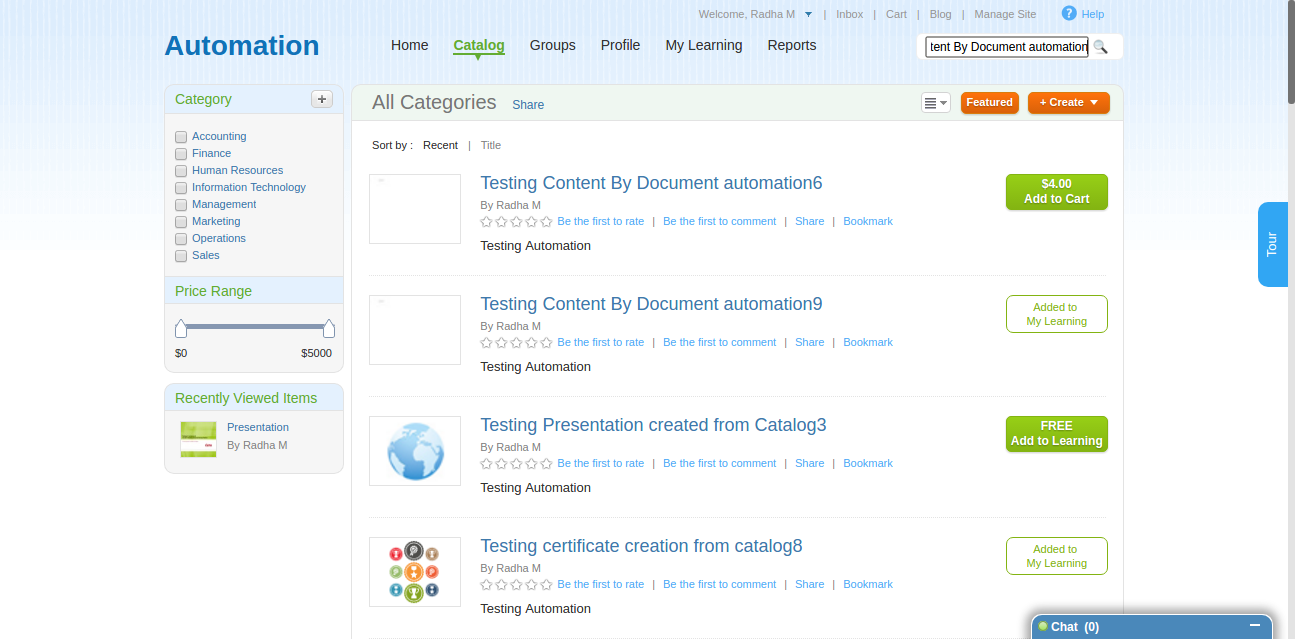 Welcome, Radha M | Inbox | Cart | Blog | Manage Site ? Help
Automation
Home Catalog Groups Profile My Learning Reports
tent By Document automation
Category +
Accounting
Finance
Human Resources
Information Technology
Management
Marketing
Operations
Sales
Price Range
$0 $5000
Recently Viewed Items
Presentation
By Radha M
All Categories Share
Featured
+ Create
Sort by : Recent | Title
Testing Content By Document automation6
By Radha M
Be the first to rate | Be the first to comment | Share | Bookmark
Testing Automation
$4.00
Add to Cart
Testing Content By Document automation9
By Radha M
Be the first to rate | Be the first to comment | Share | Bookmark
Testing Automation
Added to
My Learning
Testing Presentation created from Catalog3
By Radha M
Be the first to rate | Be the first to comment | Share | Bookmark
Testing Automation
FREE
Add to Learning
Testing certificate creation from catalog8
By Radha M
Be the first to rate | Be the first to comment | Share | Bookmark
Testing Automation
Added to
My Learning
Tour
Chat (0)